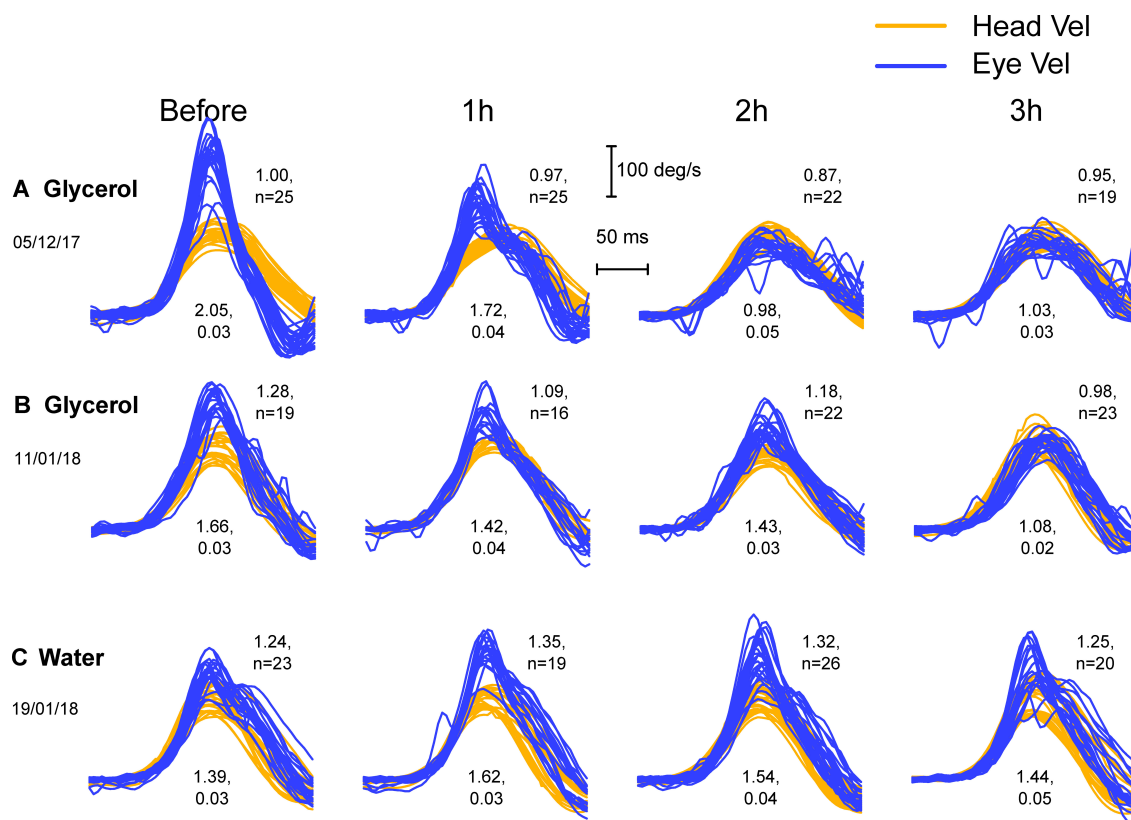 Head Vel
Eye Vel
Before
1h
2h
3h
A Glycerol
05/12/17
1.00,
n=25
2.05,
0.03
0.97,
n=25
1.72,
0.04
100 deg/s
50 ms
0.87,
n=22
0.98,
0.05
0.95,
n=19
1.03,
0.03
B Glycerol
11/01/18
1.28,
n=19
1.66,
0.03
1.09,
n=16
1.42,
0.04
1.18,
n=22
1.43,
0.03
0.98,
n=23
1.08,
0.02
C Water
19/01/18
1.24,
n=23
1.39,
0.03
1.35,
n=19
1.62,
0.03
1.32,
n=26
1.54,
0.04
1.25,
n=20
1.44,
0.05